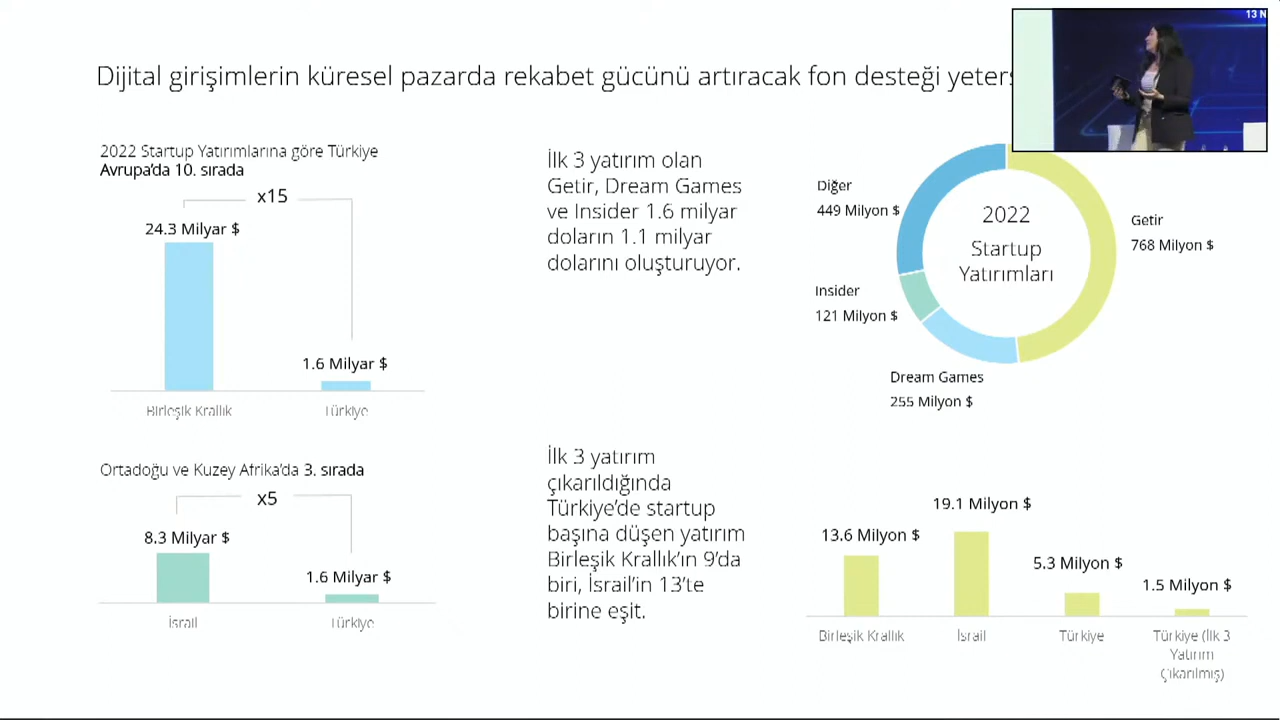 Dijital girişimlerin küresel pazarda rekabet gücünü artıracak fon desteği
13
2022 Startup Yatırımlarına göre Türkiye
Avrupa'da 10. sırada
x15
24.3 Milyar $
1.6 Milyar $
Birleşik Krallık
Türkiye
Ortadoğu ve Kuzey Afrika'da 3. sırada
x5
8.3 Milyar $
1.6 Milyar $
İsrail
Türkiye
İlk 3 yatırım olan
Getir, Dream Games
ve Insider 1.6 milyar
doların 1.1 milyar
dolarını oluşturuyor.
Diğer
449 Milyon $
Insider
121 Milyon $
2022
Startup
Yatırımları
Getir
768 Milyon $
Dream Games
255 Milyon $
İlk 3 yatırım
çıkarıldığında
Türkiye'de startup
başına düşen yatırım
Birleşik Krallık'ın 9'da
biri, İsrail'in 13'te
birine eşit.
13.6 Milyon $
19.1 Milyon $
5.3 Milyon $
1.5 Milyon $
Birleşik Krallık
İsrail
Türkiye
Türkiye (İlk 3
Yatırım
Çıkarılmış)